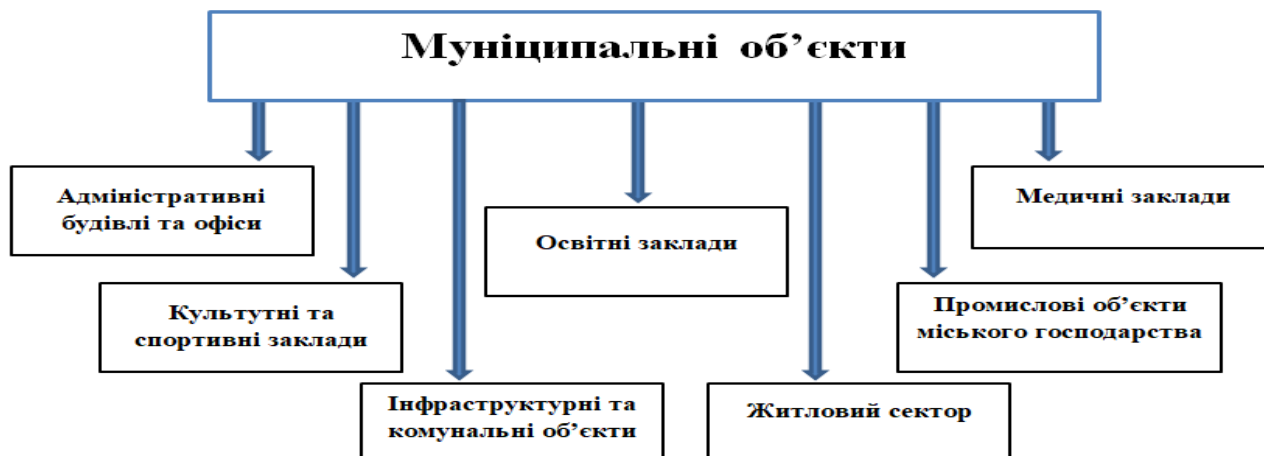 Муніципальні об’єкти
Адміністративні
будівлі та офіси
Культутні та
спортивні заклади
Інфраструктурні та
комунальні об’єкти
Освітні заклади
Житловий сектор
Промислові об’єкти
міського господарства
Медичні заклади